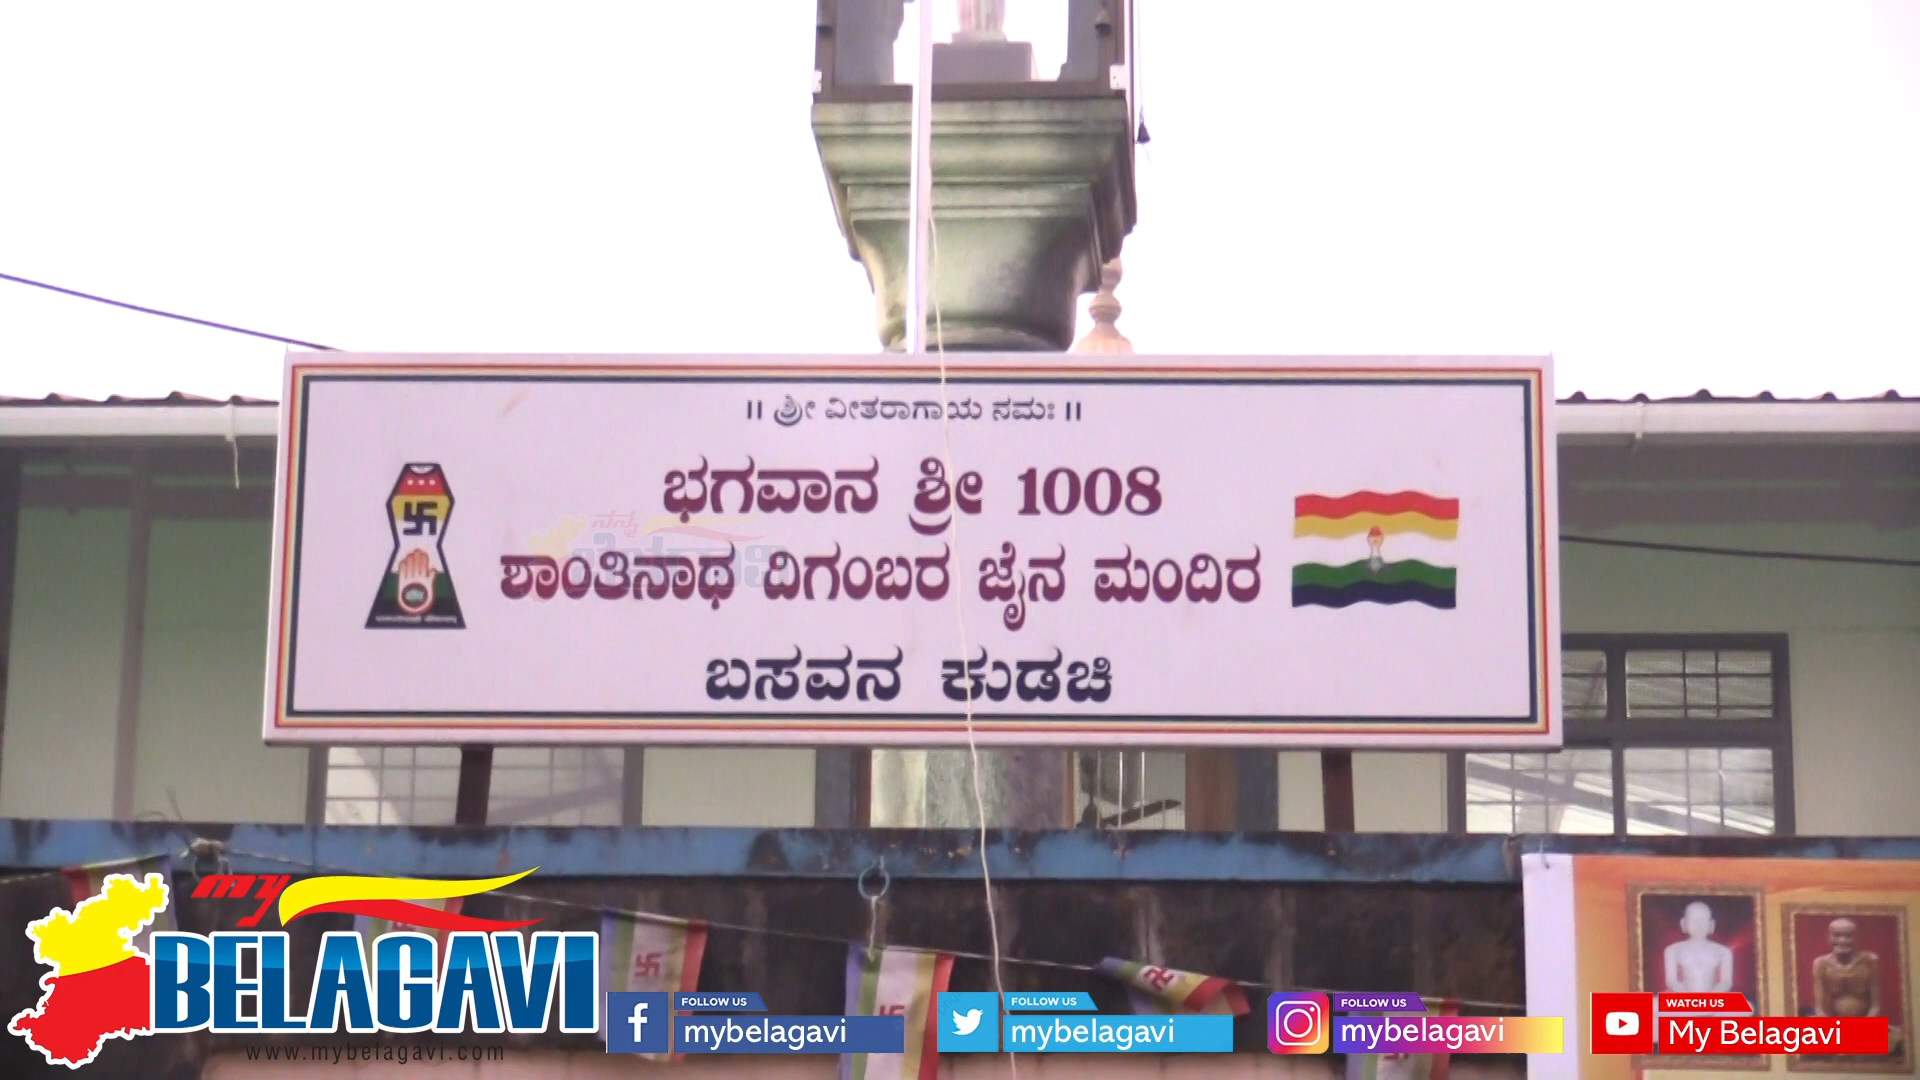 ॥ ಶ್ರೀ ವೀತರಾಗಾಯ ನಮಃ ॥
ಭಗವಾನ ಶ್ರೀ 1008
ಶಾಂತಿನಾಥ ದಿಗಂಬರ ಜೈನ ಮಂದಿರ
ಬಸವನ ಕುಡಚಿ
my
BELAGAVI
www.mybelagavi.com
FOLLOW US
mybelagavi
FOLLOW US
mybelagavi
FOLLOW US
mybelagavi
WATCH US
My Belagavi